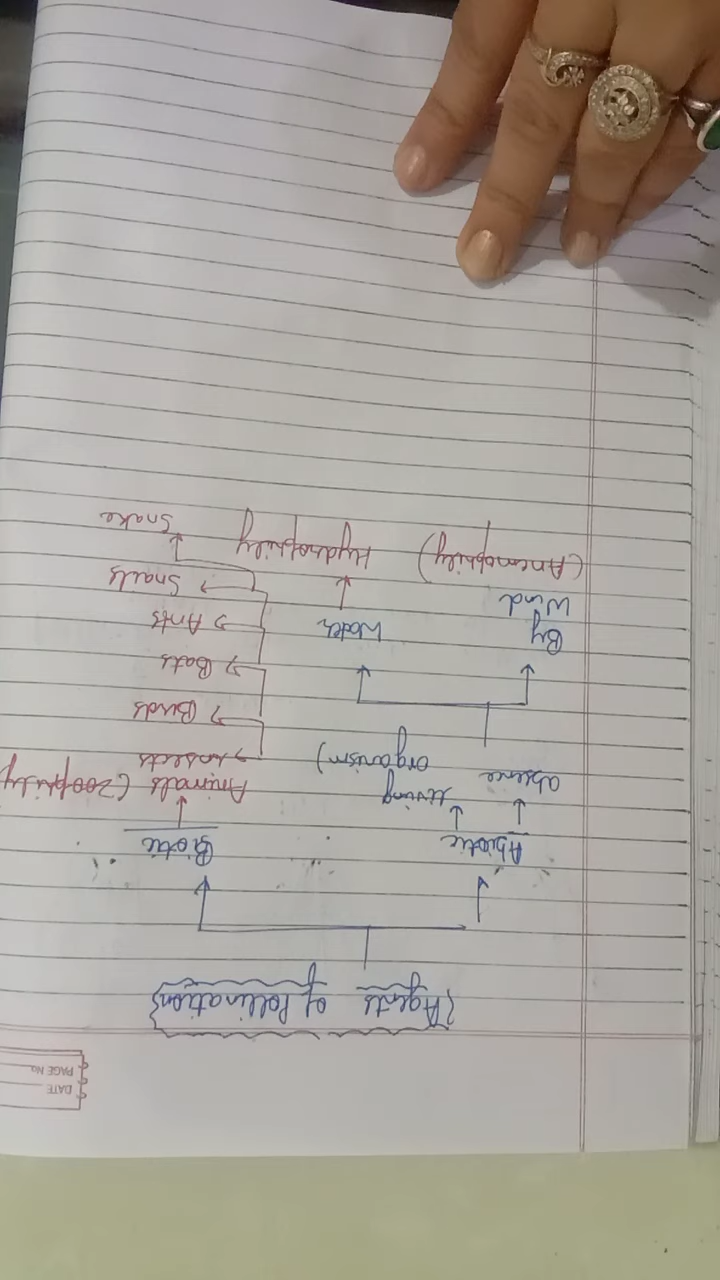 PAGE No.
DATE
{Agents of Pollination}
Abiotic Biotic
absence living organism)
Animals (Zoophily
→ Insects
→ Birds
→ Bats
→ Ants
→ Snails
Snake
By Wind
(Anemophily)
Water
Hydrophily